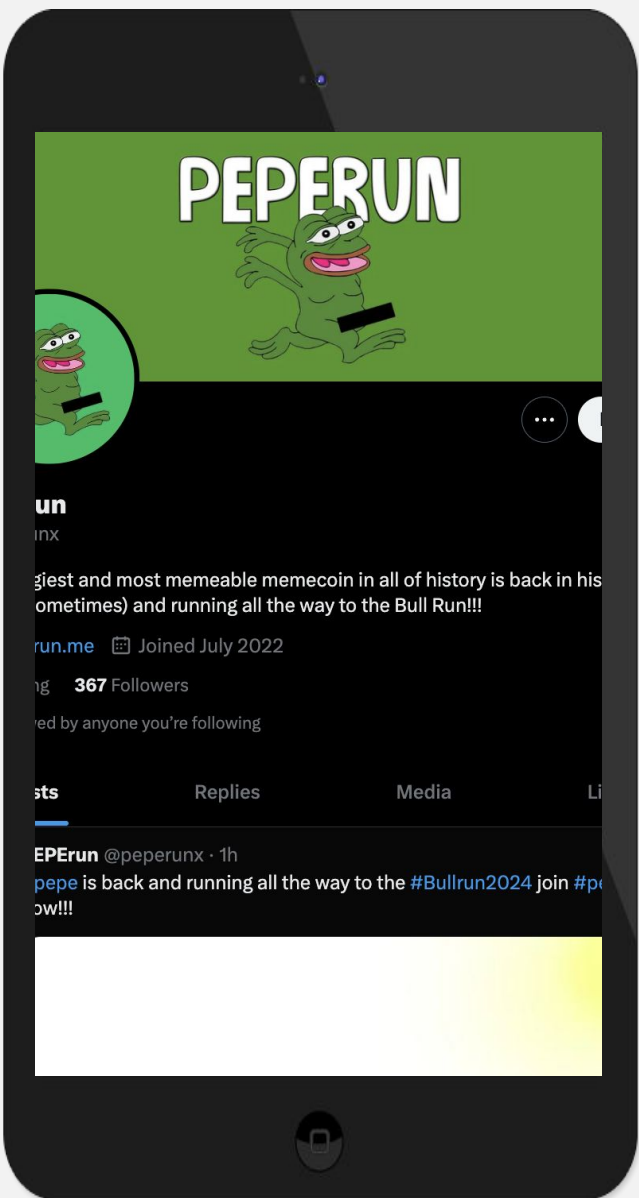 PEPERUN
un
unx
giest and most memeable memecoin in all of history is back in his
ometimes) and running all the way to the Bull Run!!!
run.me Joined July 2022
ng 367 Followers
ed by anyone you're following
sts Replies Media Li
EPErun @peperunx · 1h
pepe is back and running all the way to the #Bullrun2024 join #pe
ow!!!